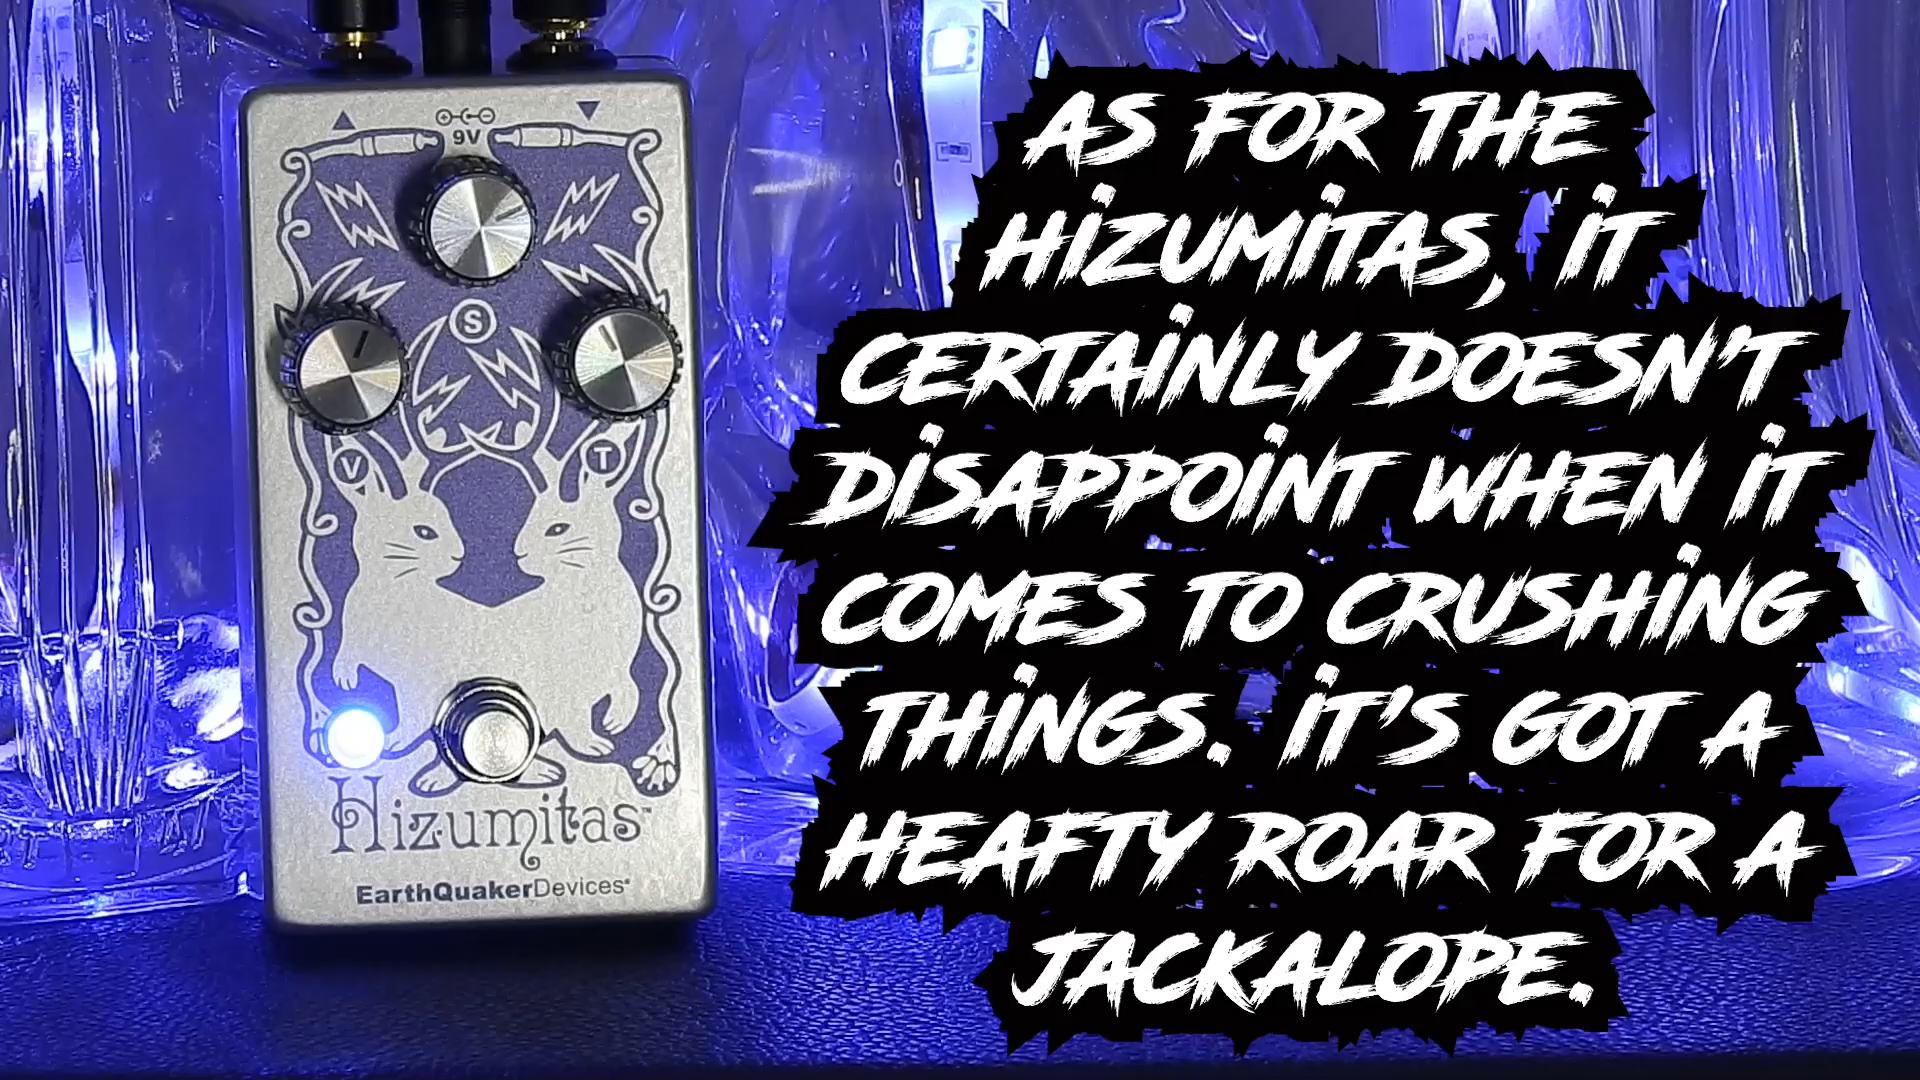 9V
S
V
T
Hizumitas™
EarthQuakerDevices®
AS FOR THE
HIZUMITAS, IT
CERTAINLY DOESN'T
DISAPPOINT WHEN IT
COMES TO CRUSHING
THINGS. IT'S GOT A
HEAFTY ROAR FOR A
JACKALOPE.